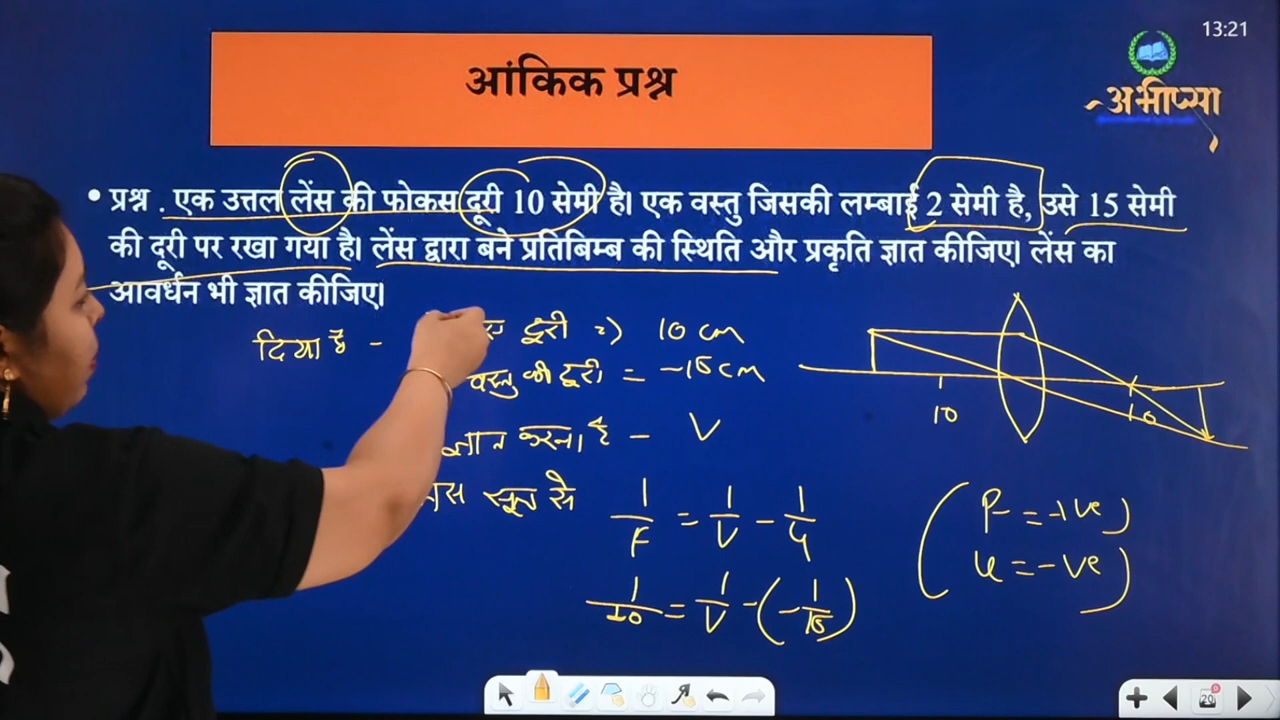 13:21
अभीप्सा
आंकिक प्रश्न
• प्रश्न . एक उत्तल लेंस की फोकस दूरी 10 सेमी है। एक वस्तु जिसकी लम्बाई 2 सेमी है, उसे 15 सेमी
की दूरी पर रखा गया है। लेंस द्वारा बने प्रतिबिम्ब की स्थिति और प्रकृति ज्ञात कीजिए। लेंस का
आवर्धन भी ज्ञात कीजिए।
दिया है - दूरी => 10 cm
वस्तु की दूरी = -15 cm
10 10
ज्ञात करना है - V
सूत्र से 1/F = 1/V - 1/u
F = +ve
u = -ve
1/10 = 1/V - (- 1/15)
20